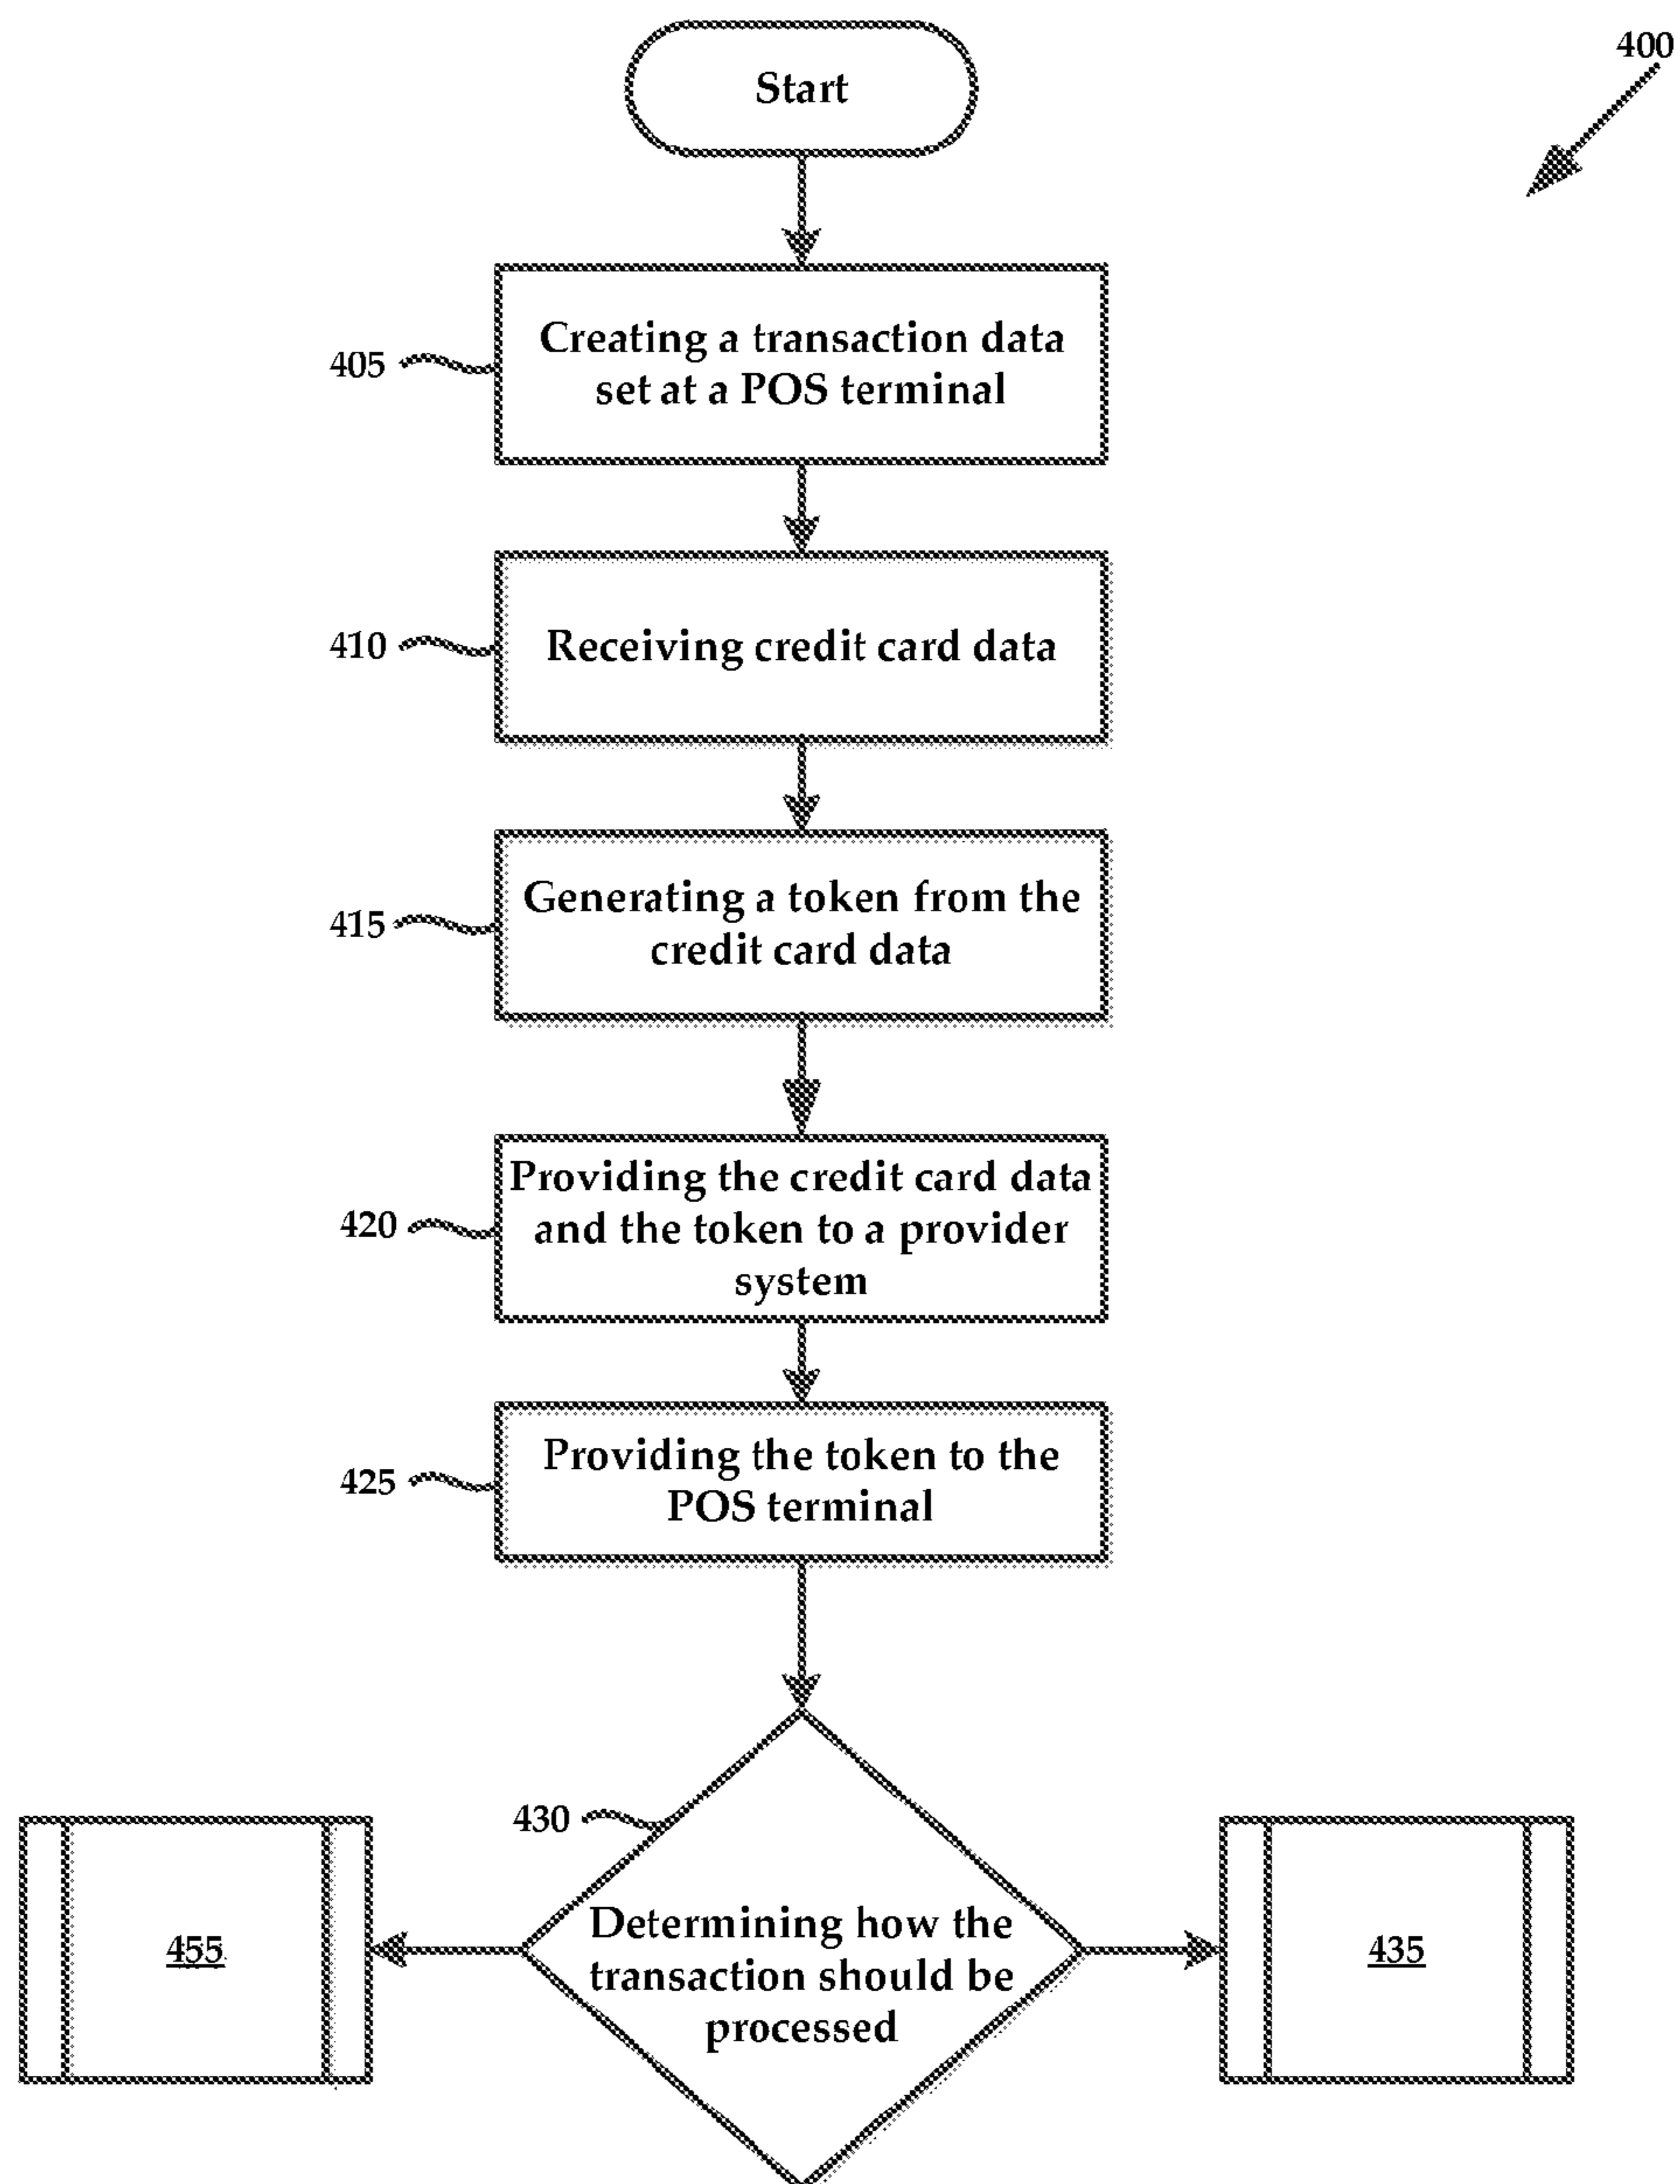 400
Start
405
Creating a transaction data
set at a POS terminal
410
Receiving credit card data
415
Generating a token from the
credit card data
420
Providing the credit card data
and the token to a provider
system
425
Providing the token to the
POS terminal
430
455
Determining how the
transaction should be
processed
435